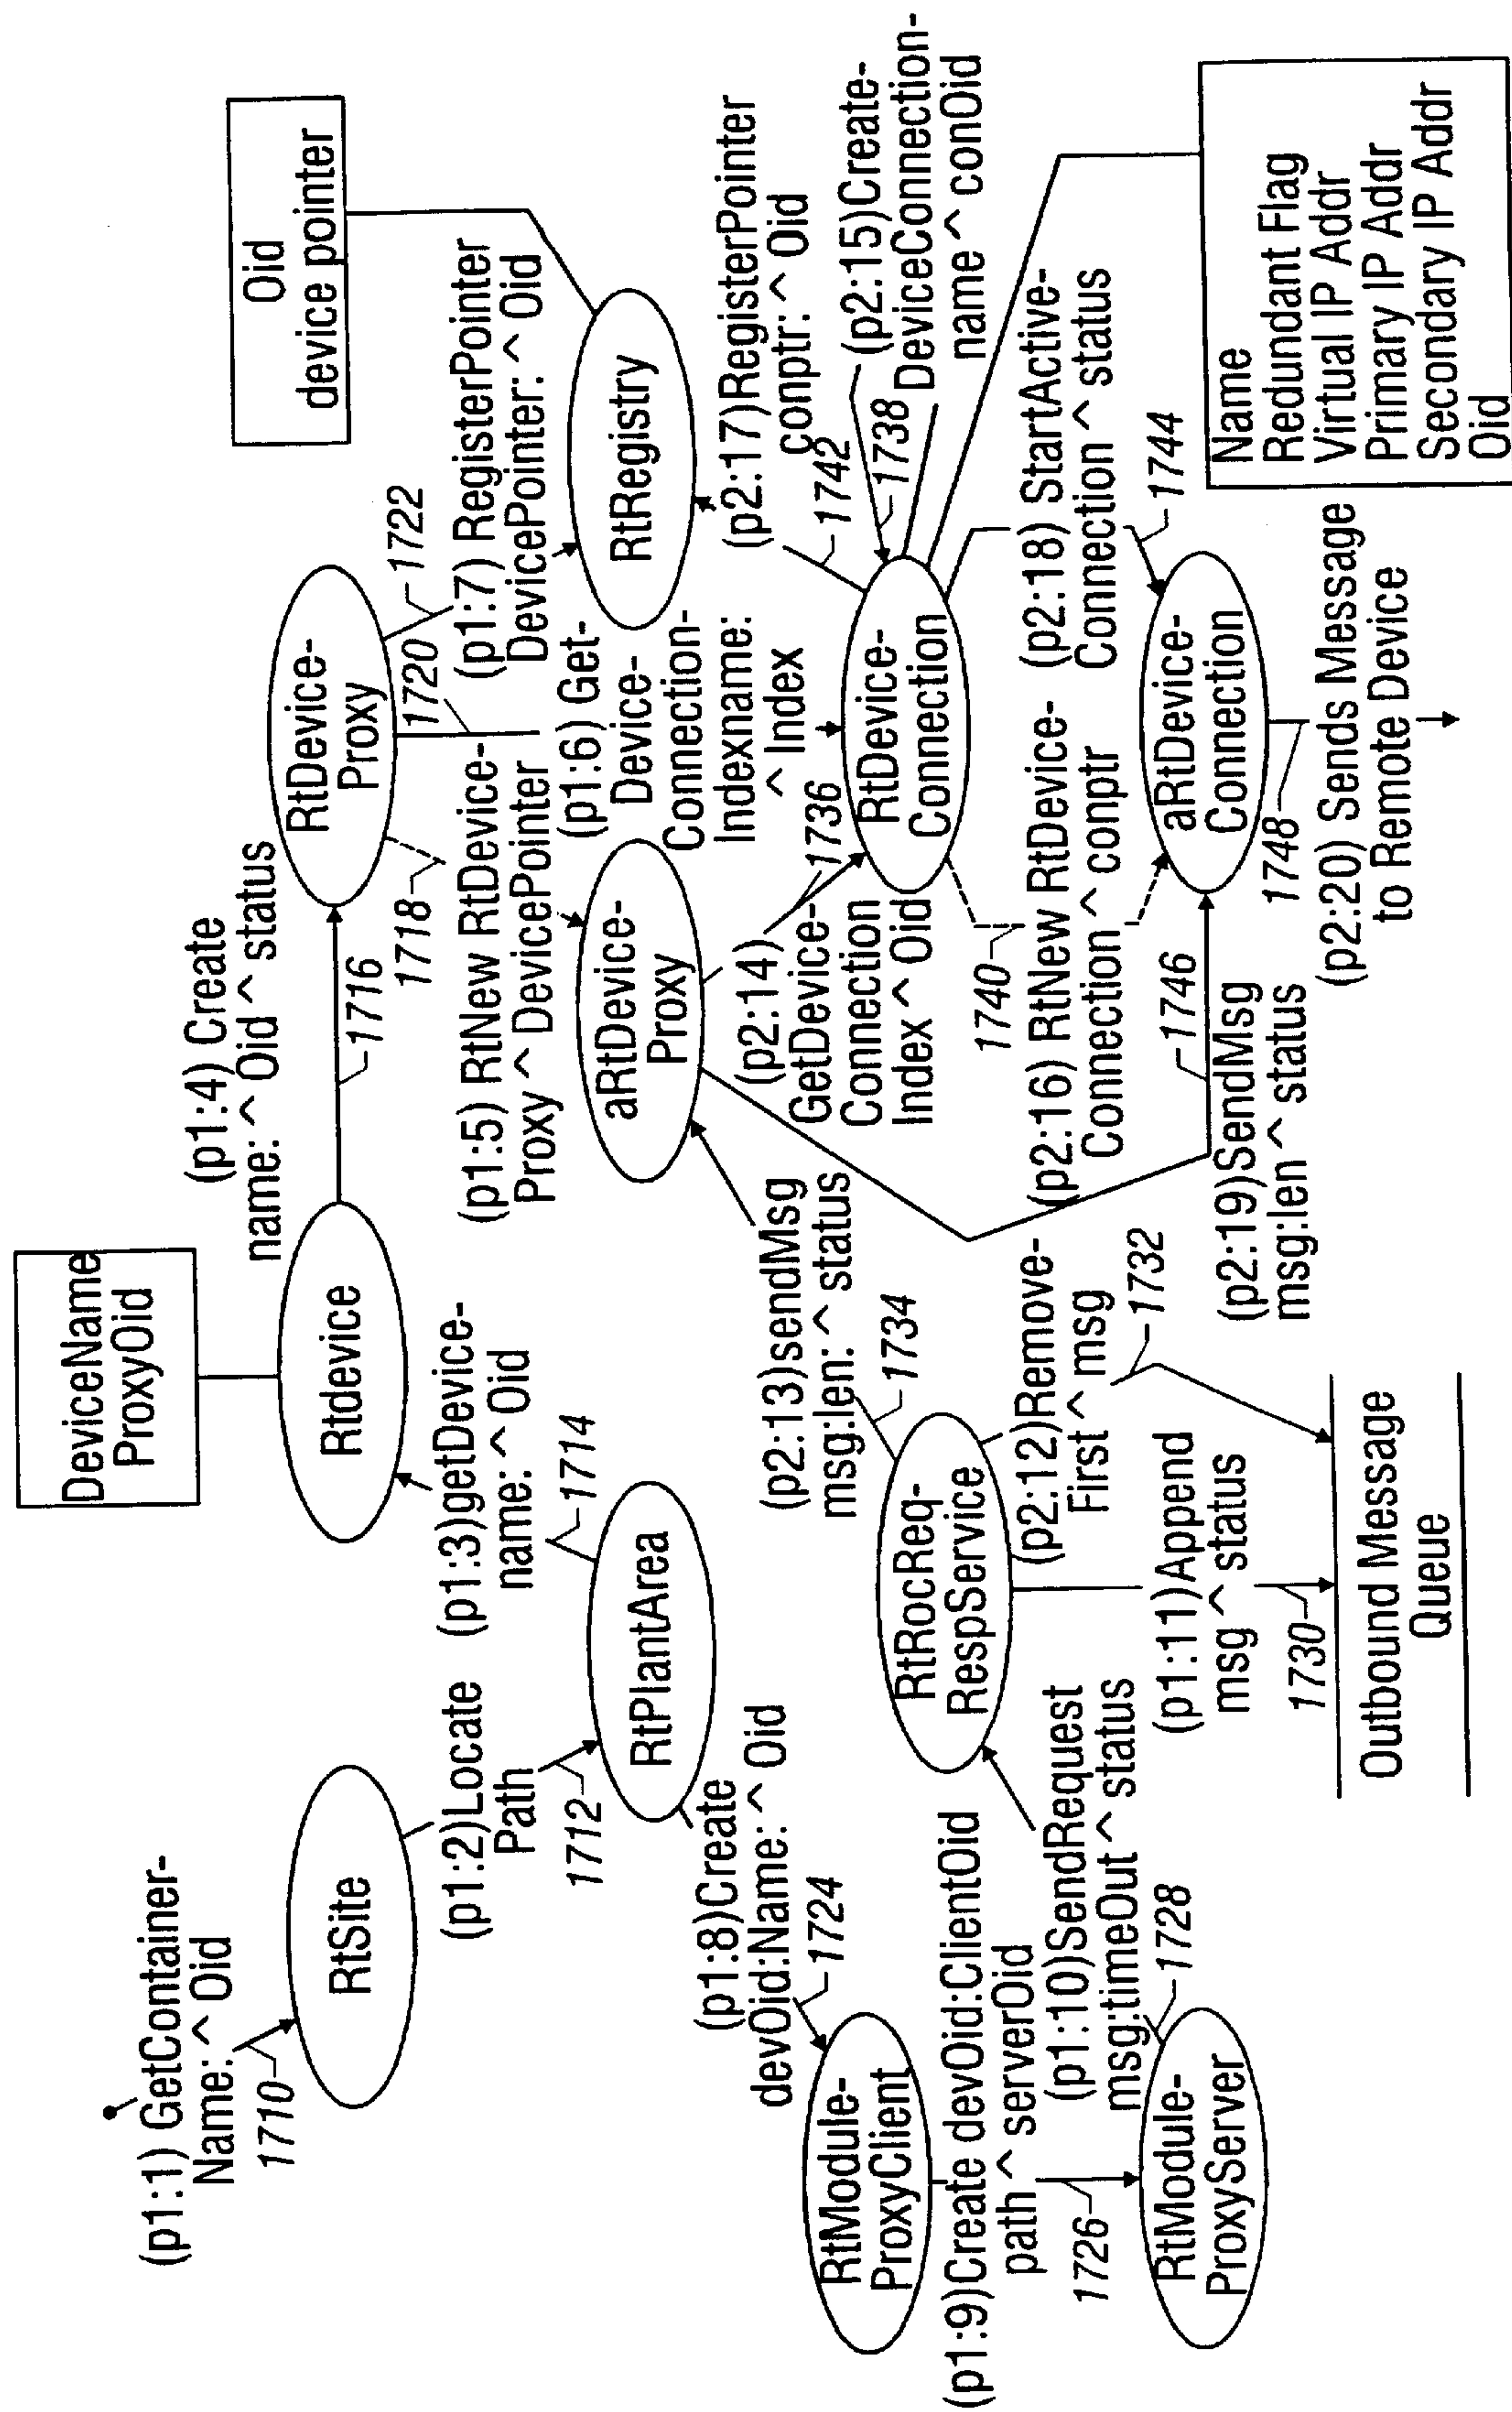 (p1:1) GetContainer-
Name: ^ Oid
1710
RtSite
(p1:2)Locate
Path
1712
RtPlantArea
(p1:3)getDevice-
name: ^ Oid
1714
DeviceName
ProxyOid
Rtdevice
(p1:4) Create
name: ^ Oid ^ status
1716
RtDevice-
Proxy
1718
(p1:5) RtNew RtDevice-
Proxy ^ DevicePointer
aRtDevice-
Proxy
1720
(p1:6) Get-
Device-
Connection-
Indexname:
^ Index
1722
(p1:7) RegisterPointer
DevicePointer: ^ Oid
RtRegistry
Oid
device pointer
(p1:8)Create
devOid:Name: ^ Oid
1724
RtModule-
ProxyClient
(p1:9)Create devOid:ClientOid
path ^ serverOid
1726
RtModule-
ProxyServer
(p1:10)SendRequest
msg:timeOut ^ status
1728
RtRocReq-
RespService
(p1:11)Append
msg ^ status
1730
Outbound Message
Queue
(p2:12)Remove-
First ^ msg
1732
(p2:13)sendMsg
msg:len: ^ status
1734
(p2:14)
GetDevice-
Connection
Index ^ Oid
1736
RtDevice-
Connection
(p2:15)Create-
DeviceConnection-
name ^ conOid
1738
1740
(p2:16) RtNew RtDevice-
Connection ^ conptr
(p2:17)RegisterPointer
conptr: ^ Oid
1742
(p2:18) StartActive-
Connection ^ status
1744
aRtDevice-
Connection
1746
(p2:19)SendMsg
msg:len ^ status
1748
(p2:20) Sends Message
to Remote Device
Name
Redundant Flag
Virtual IP Addr
Primary IP Addr
Secondary IP Addr
Oid